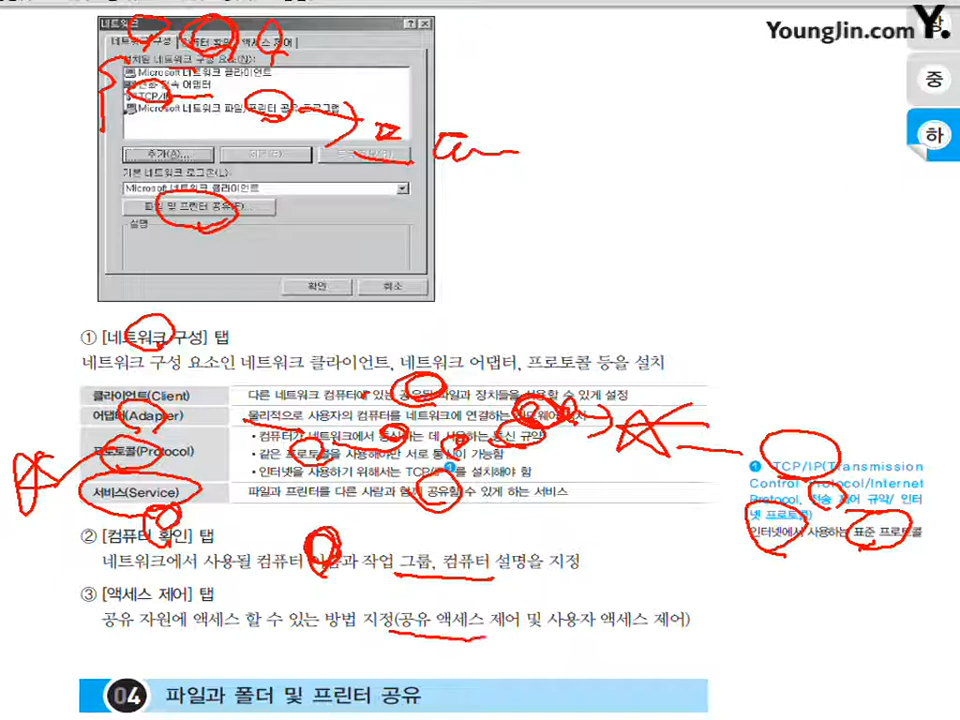 네트워크
Younglin.com Y.
네트워크 구성 컴퓨터 확인 액세스 제어
설치된 네트워크 구성 요소(N):
Microsoft 네트워크 클라이언트
전화 접속 어댑터
TCP/IP
Microsoft 네트워크 파일/프린터 공유 프로그램
추가(A)...
기본 네트워크 로그온(L):
Microsoft 네트워크 클라이언트
파일 및 프린터 공유(F)...
설명
확인 취소
중
하
① [네트워크 구성] 탭
네트워크 구성 요소인 네트워크 클라이언트, 네트워크 어댑터, 프로토콜 등을 설치
클라이언트(Client) 다른 네트워크 컴퓨터에 있는 공유된 파일과 장치들을 사용할 수 있게 설정
어댑터(Adapter) 물리적으로 사용자의 컴퓨터를 네트워크에 연결하는 하드웨어 장치
프로토콜(Protocol)
• 컴퓨터가 네트워크에서 통신하는 데 사용하는 통신 규약
• 같은 프로토콜을 사용해야만 서로 통신이 가능함
• 인터넷을 사용하기 위해서는 TCP/IP❶를 설치해야 함
서비스(Service) 파일과 프린터를 다른 사람과 함께 공유할 수 있게 하는 서비스
❶ TCP/IP(Transmission
Control Protocol/Internet
Protocol, 전송 제어 규약/ 인터
넷 프로토콜)
인터넷에서 사용하는 표준 프로토콜
② [컴퓨터 확인] 탭
네트워크에서 사용될 컴퓨터 이름과 작업 그룹, 컴퓨터 설명을 지정
③ [액세스 제어] 탭
공유 자원에 액세스 할 수 있는 방법 지정(공유 액세스 제어 및 사용자 액세스 제어)
04 파일과 폴더 및 프린터 공유